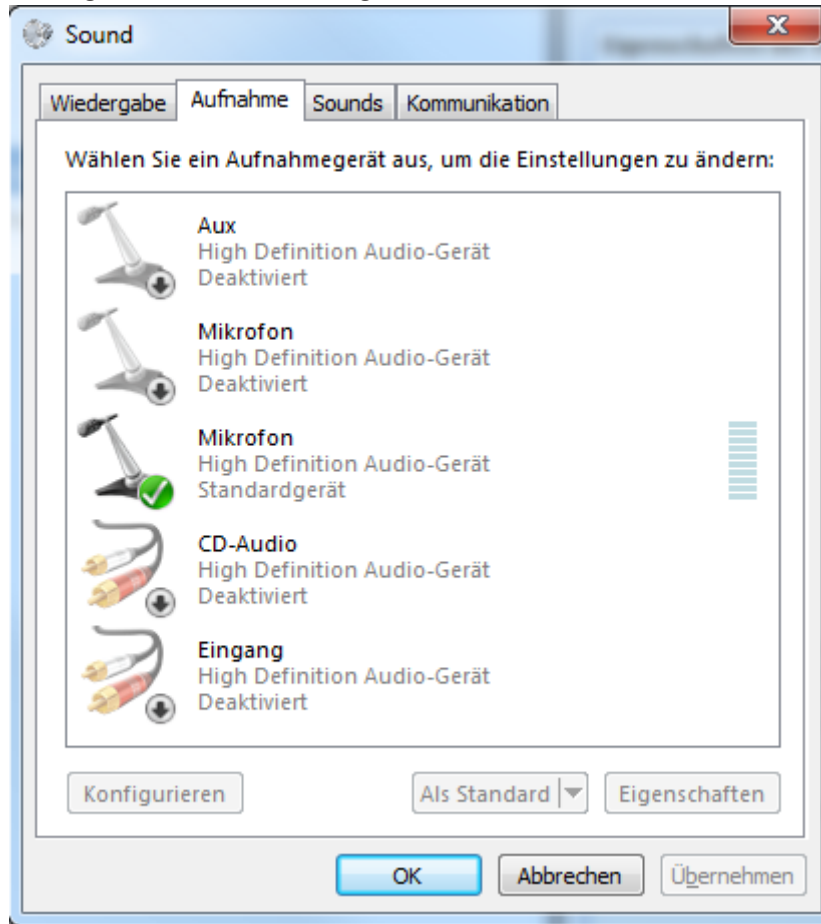 Sound
Wiedergabe Aufnahme Sounds Kommunikation
Wählen Sie ein Aufnahmegerät aus, um die Einstellungen zu ändern:
Aux
High Definition Audio-Gerät
Deaktiviert
Mikrofon
High Definition Audio-Gerät
Deaktiviert
Mikrofon
High Definition Audio-Gerät
Standardgerät
CD-Audio
High Definition Audio-Gerät
Deaktiviert
Eingang
High Definition Audio-Gerät
Deaktiviert
Konfigurieren Als Standard Eigenschaften
OK Abbrechen Übernehmen